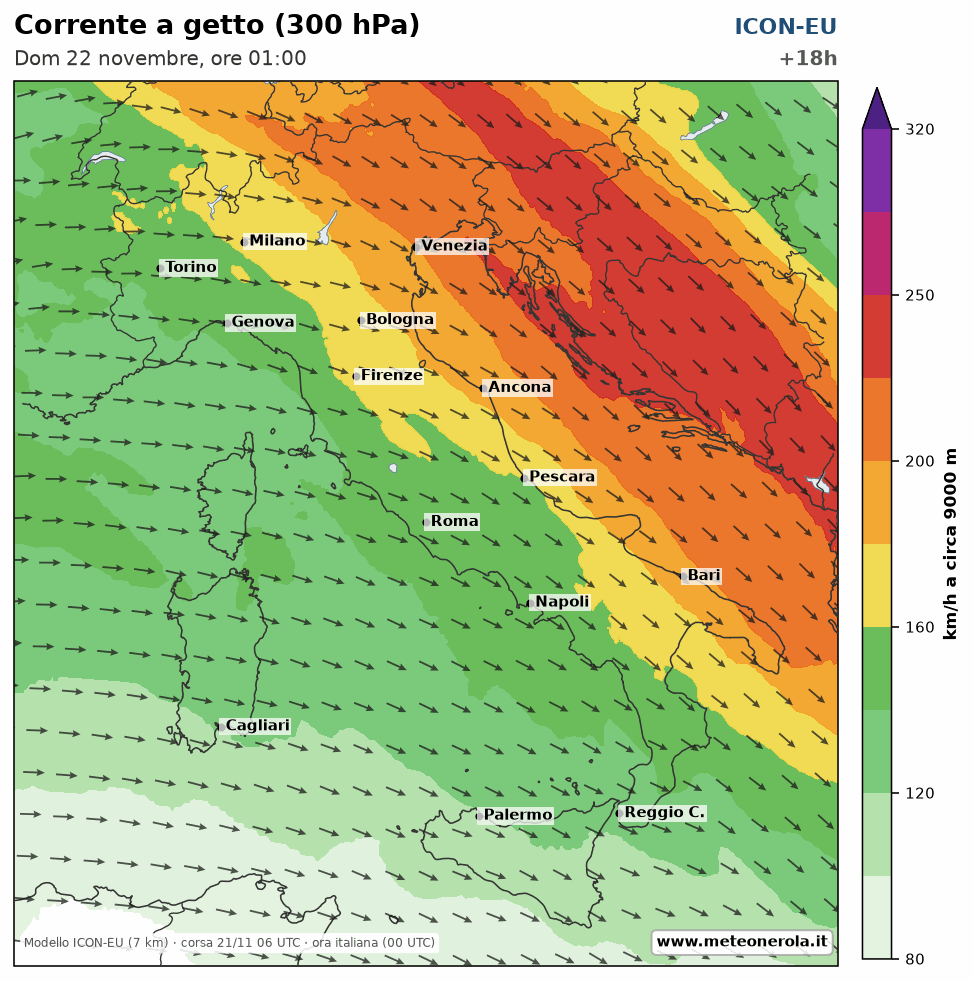 Corrente a getto (300 hPa)
ICON-EU
Dom 22 novembre, ore 01:00
+18h
320
250
200
160
120
80
km/h a circa 9000 m
Milano
Venezia
Torino
Genova
Bologna
Firenze
Ancona
Pescara
Roma
Bari
Napoli
Cagliari
Palermo
Reggio C.
Modello ICON-EU (7 km) · corsa 21/11 06 UTC · ora italiana (00 UTC)
www.meteonerola.it